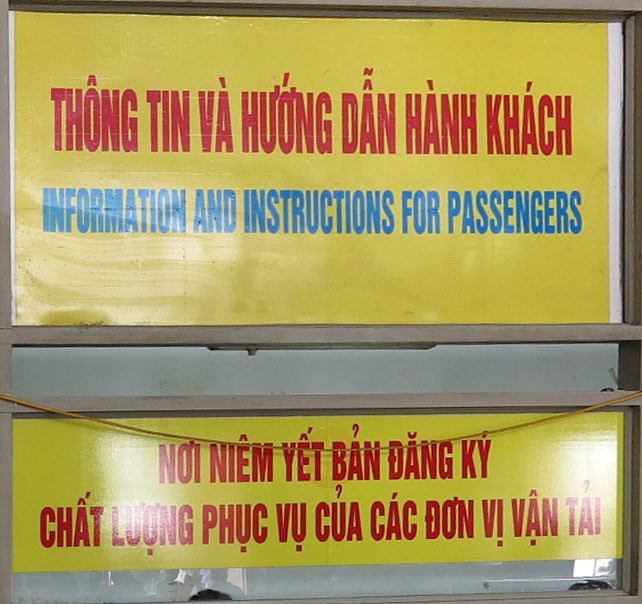 THÔNG TIN VÀ HƯỚNG DẪN HÀNH KHÁCH
INFORMATION AND INSTRUCTIONS FOR PASSENGERS
NƠI NIÊM YẾT BẢN ĐĂNG KÝ
CHẤT LƯỢNG PHỤC VỤ CỦA CÁC ĐƠN VỊ VẬN TẢI